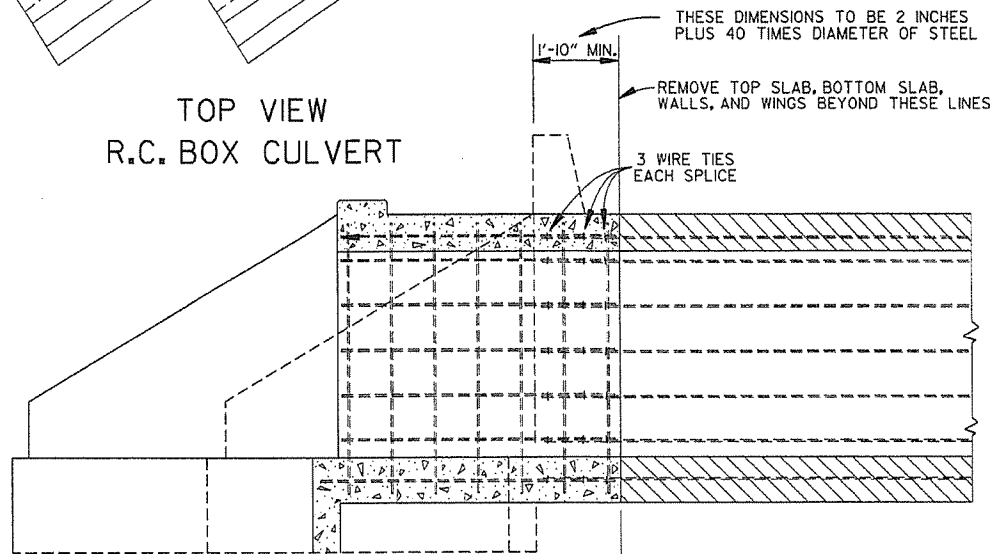 THESE DIMENSIONS TO BE 2 INCHES
PLUS 40 TIMES DIAMETER OF STEEL
1'-10" MIN.
REMOVE TOP SLAB, BOTTOM SLAB,
WALLS, AND WINGS BEYOND THESE LINES
TOP VIEW
R.C. BOX CULVERT
3 WIRE TIES
EACH SPLICE